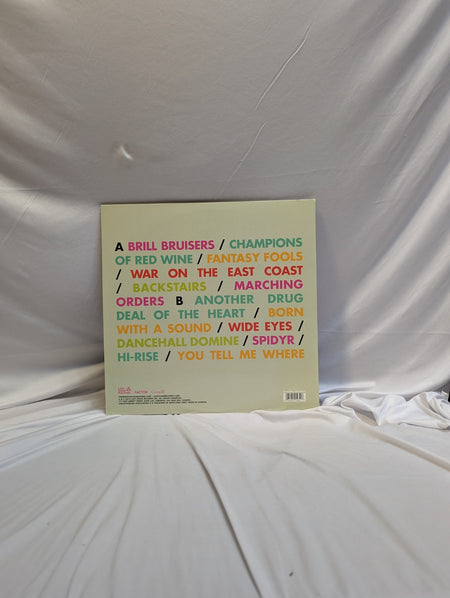 A BRILL BRUISERS / CHAMPIONS
OF RED WINE / FANTASY FOOLS
/ WAR ON THE EAST COAST
/ BACKSTAIRS / MARCHING
ORDERS B ANOTHER DRUG
DEAL OF THE HEART / BORN
WITH A SOUND / WIDE EYES /
DANCEHALL DOMINE / SPIDYR /
HI-RISE / YOU TELL ME WHERE
FACTOR